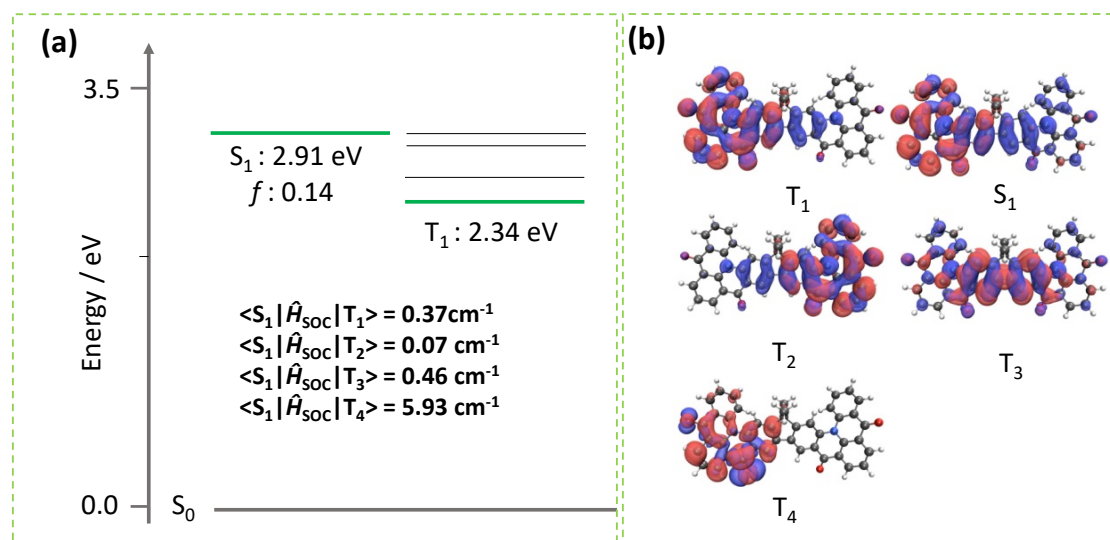 (a)
3.5
S₁ : 2.91 eV
f : 0.14
T₁ : 2.34 eV
Energy / eV
<S₁|ĤSOC|T₁> = 0.37cm⁻¹
<S₁|ĤSOC|T₂> = 0.07 cm⁻¹
<S₁|ĤSOC|T₃> = 0.46 cm⁻¹
<S₁|ĤSOC|T₄> = 5.93 cm⁻¹
0.0
S₀
(b)
T₁
S₁
T₂
T₃
T₄